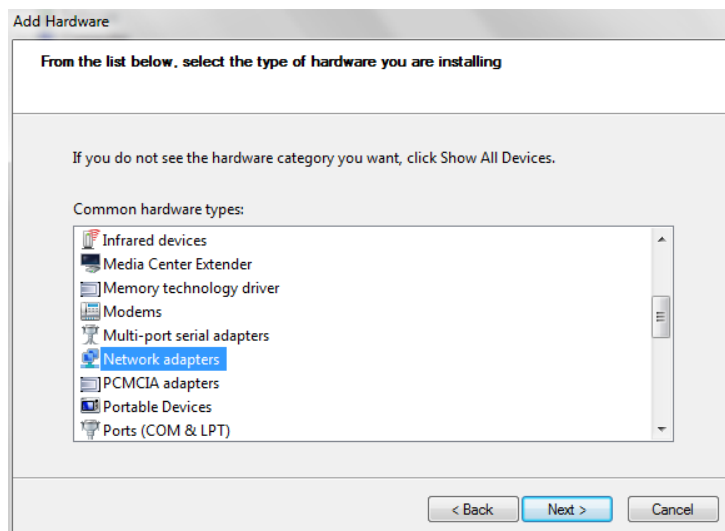 Add Hardware
From the list below, select the type of hardware you are installing
If you do not see the hardware category you want, click Show All Devices.
Common hardware types:
Infrared devices
Media Center Extender
Memory technology driver
Modems
Multi-port serial adapters
Network adapters
PCMCIA adapters
Portable Devices
Ports (COM & LPT)
< Back Next > Cancel